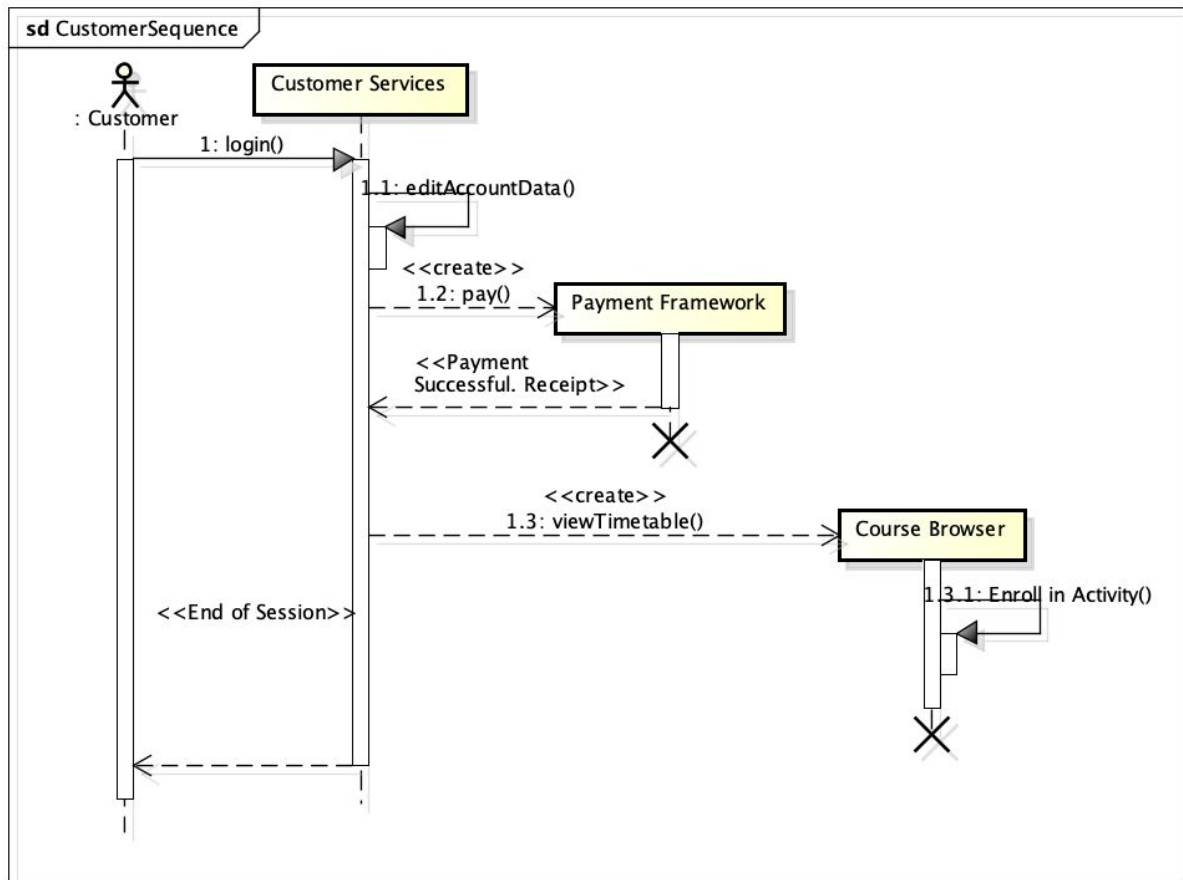 sd CustomerSequence
Customer Services
: Customer
1: login()
1.1: editAccountData()
<<create>>
1.2: pay()
Payment Framework
<<Payment
Successful. Receipt>>
<<create>>
1.3: viewTimetable()
Course Browser
1.3.1: Enroll in Activity()
<<End of Session>>